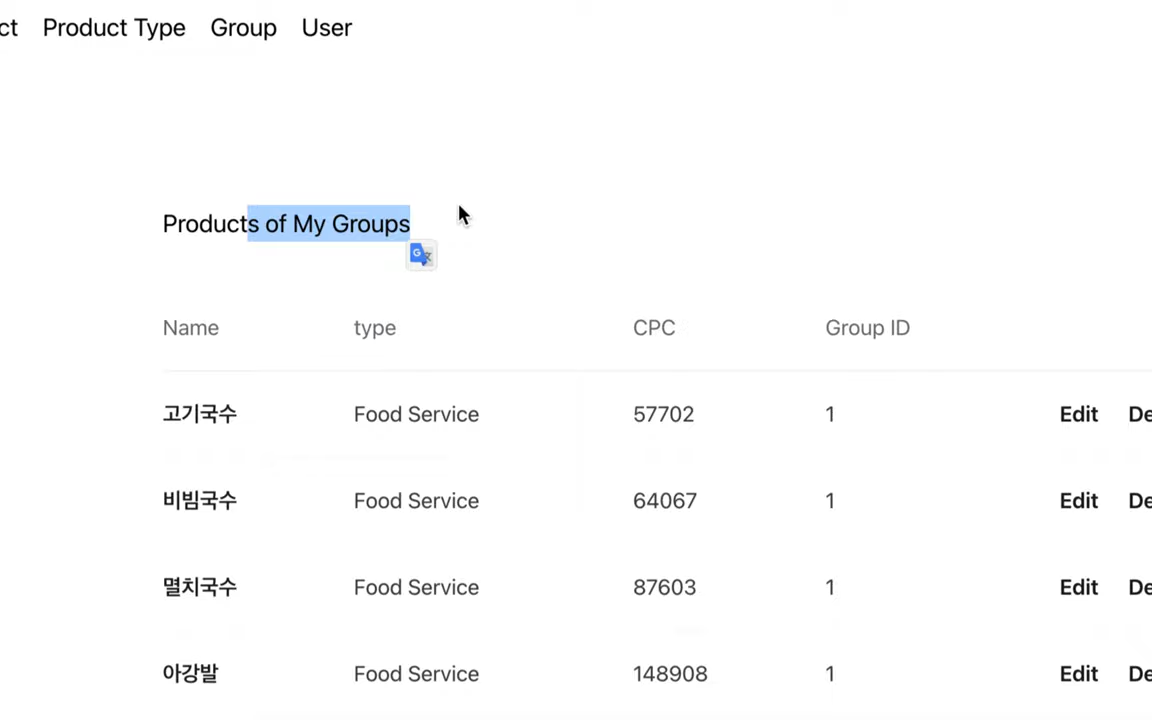 ct Product Type Group User
Products of My Groups
Name type CPC Group ID
고기국수 Food Service 57702 1 Edit De
비빔국수 Food Service 64067 1 Edit De
멸치국수 Food Service 87603 1 Edit De
아강발 Food Service 148908 1 Edit De